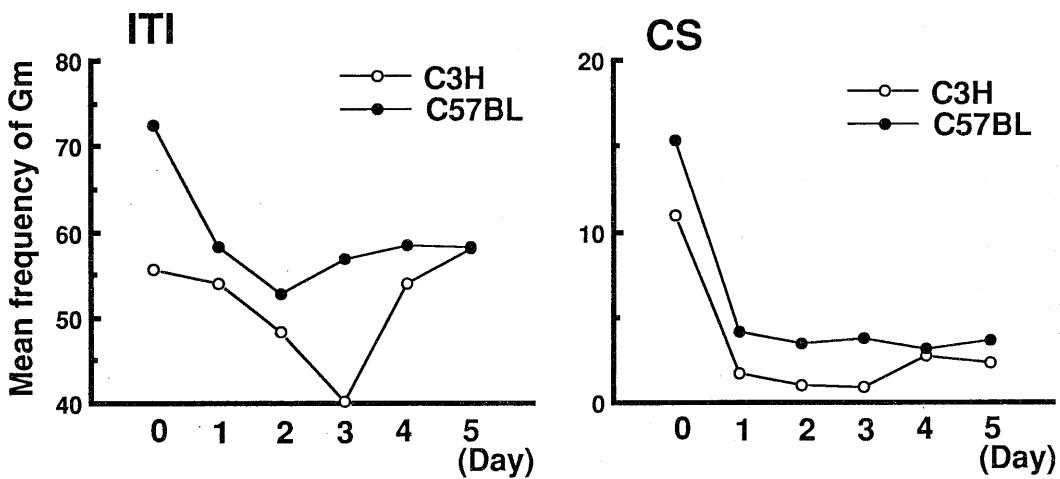 ITI
Mean frequency of Gm
80
70
60
50
40
C3H
C57BL
0 1 2 3 4 5
(Day)
CS
20
10
0
C3H
C57BL
0 1 2 3 4 5
(Day)